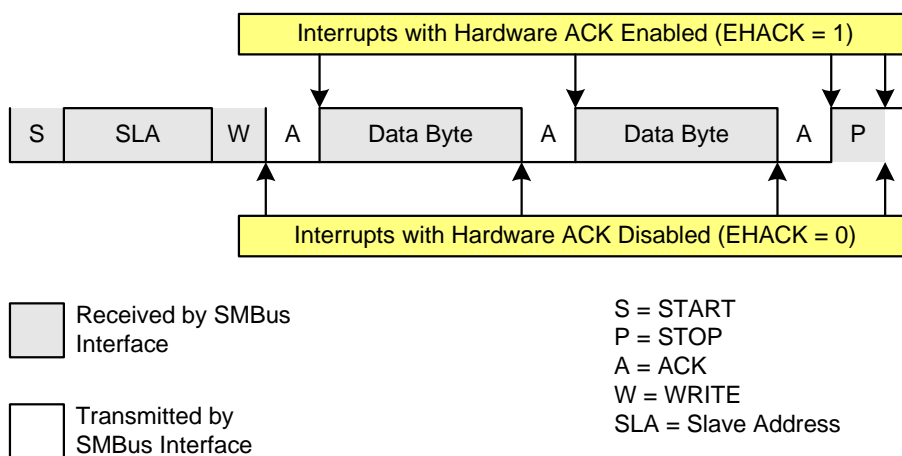 Interrupts with Hardware ACK Enabled (EHACK = 1)
S SLA W A Data Byte A Data Byte A P
Interrupts with Hardware ACK Disabled (EHACK = 0)
Received by SMBus
Interface
Transmitted by
SMBus Interface
S = START
P = STOP
A = ACK
W = WRITE
SLA = Slave Address